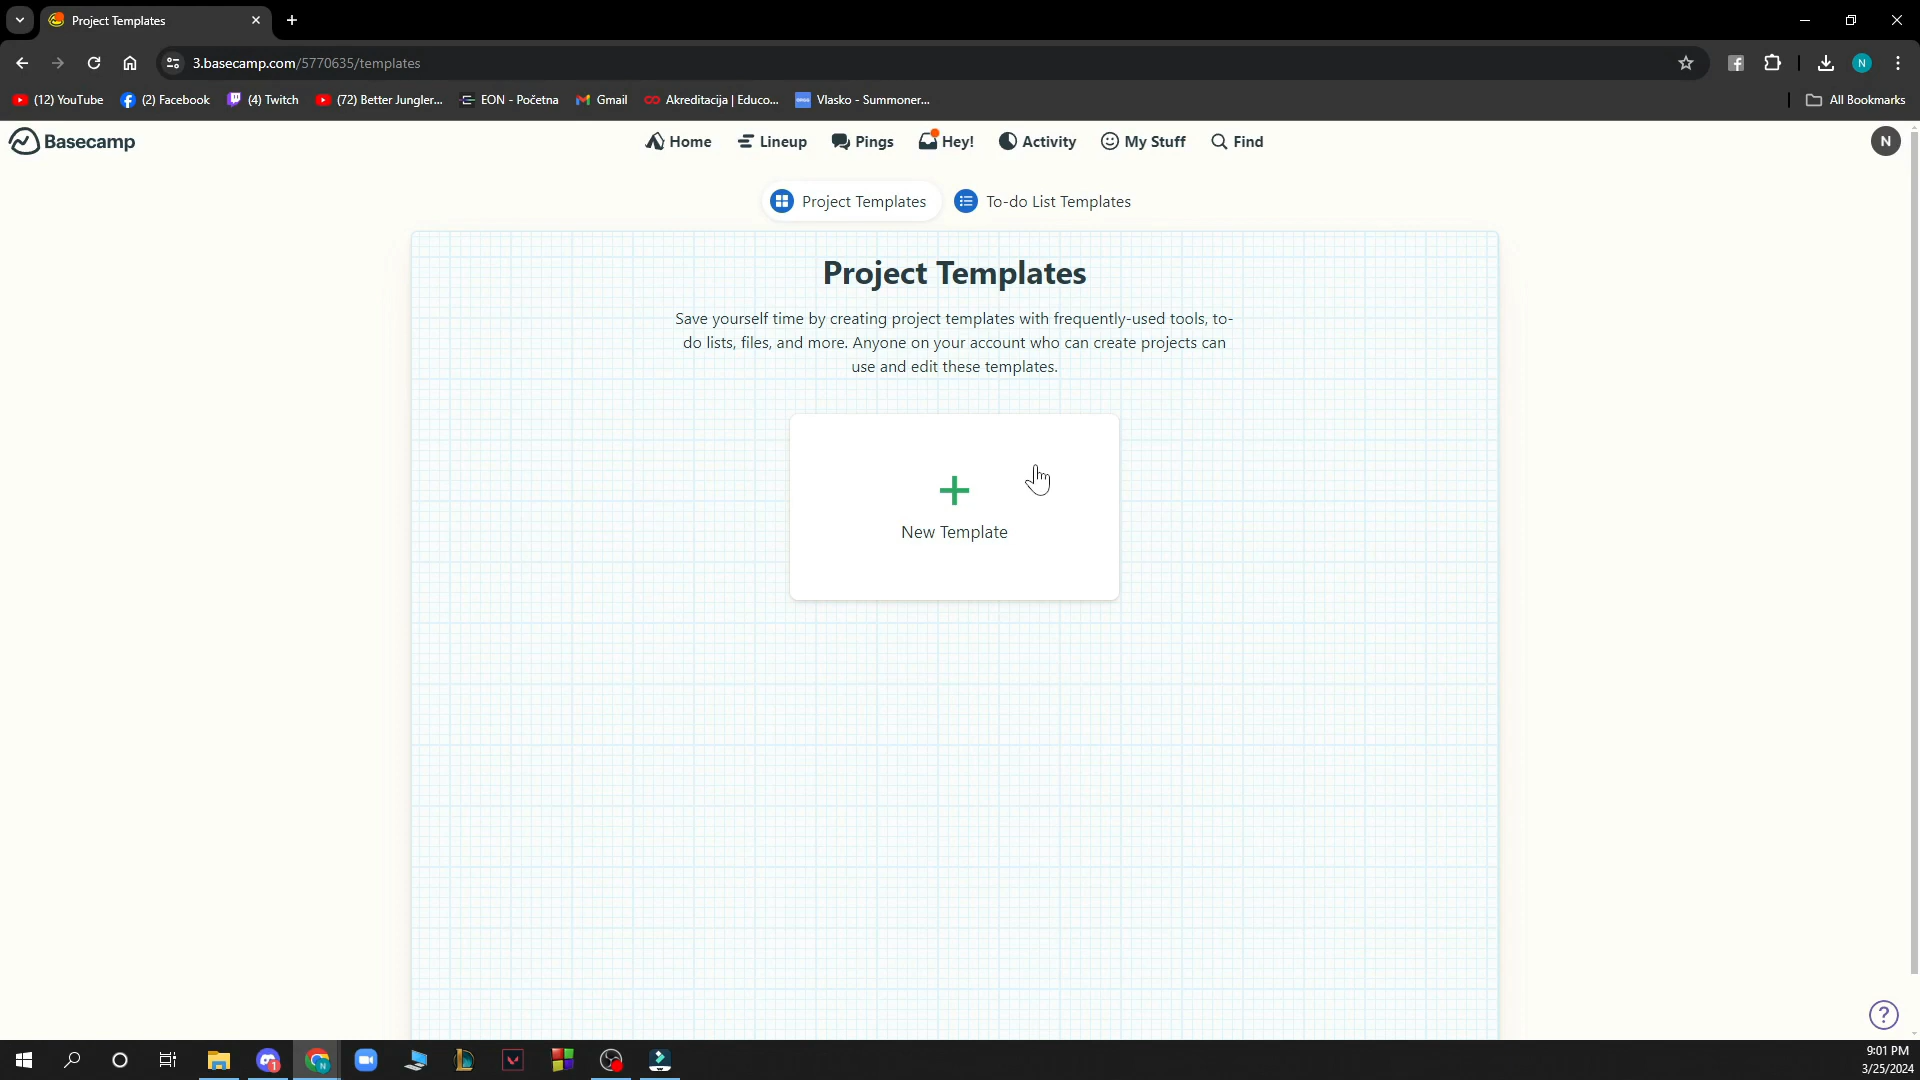 Project Templates
3.basecamp.com/5770635/templates
N
(12) YouTube
(2) Facebook
(4) Twitch
(72) Better Jungler...
EON - Početna
Gmail
Akreditacija | Educo...
Vlasko - Summoner...
All Bookmarks
Basecamp
Home
Lineup
Pings
Hey!
Activity
My Stuff
Find
N
Project Templates
To-do List Templates
Project Templates
Save yourself time by creating project templates with frequently-used tools, to-
do lists, files, and more. Anyone on your account who can create projects can
use and edit these templates.
New Template
?
1
N
9:01 PM
3/25/2024